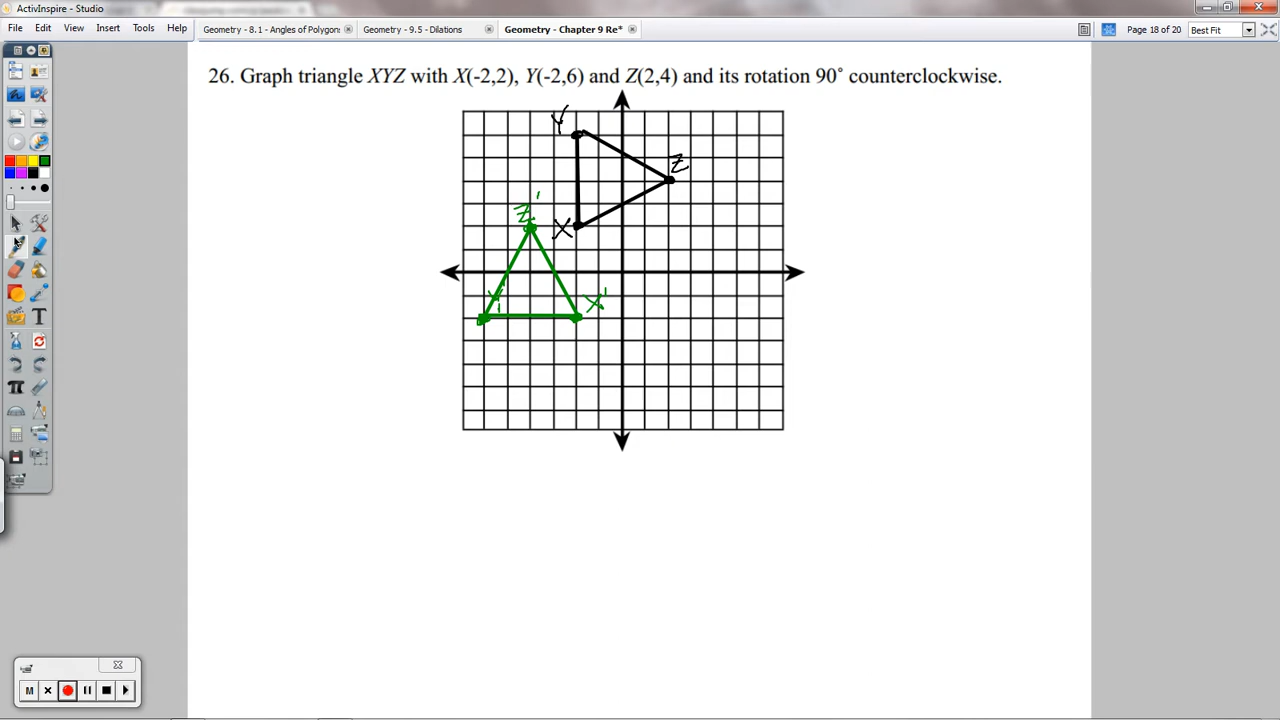 ActivInspire - Studio
File Edit View Insert Tools Help
Geometry - 8.1 - Angles of Polygon
Geometry - 9.5 - Dilations
Geometry - Chapter 9 Re*
Page 18 of 20
Best Fit
26. Graph triangle XYZ with X(-2,2), Y(-2,6) and Z(2,4) and its rotation 90˚ counterclockwise.
Y
Z
Z'
X
Y'
X'
T
π
M